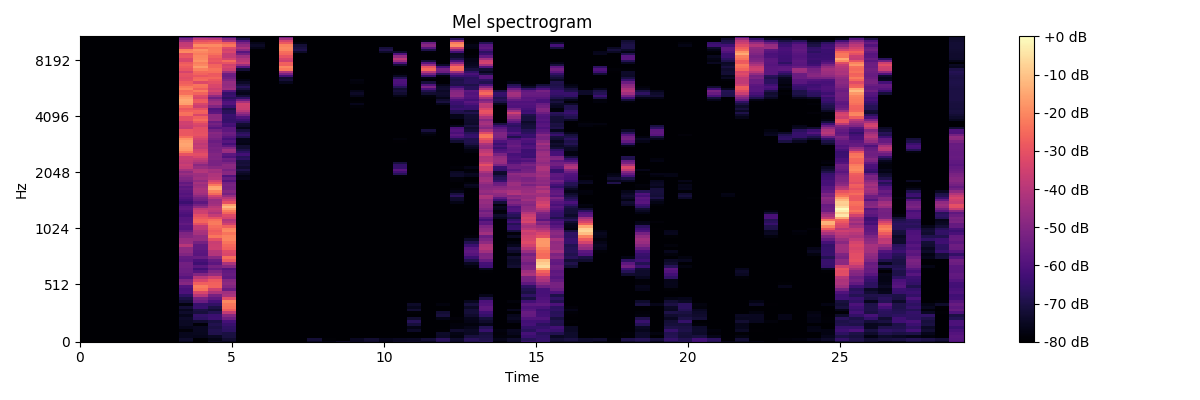 Mel spectrogram
Hz
8192
4096
2048
1024
512
0
0 5 10 15 20 25
Time
+0 dB
-10 dB
-20 dB
-30 dB
-40 dB
-50 dB
-60 dB
-70 dB
-80 dB